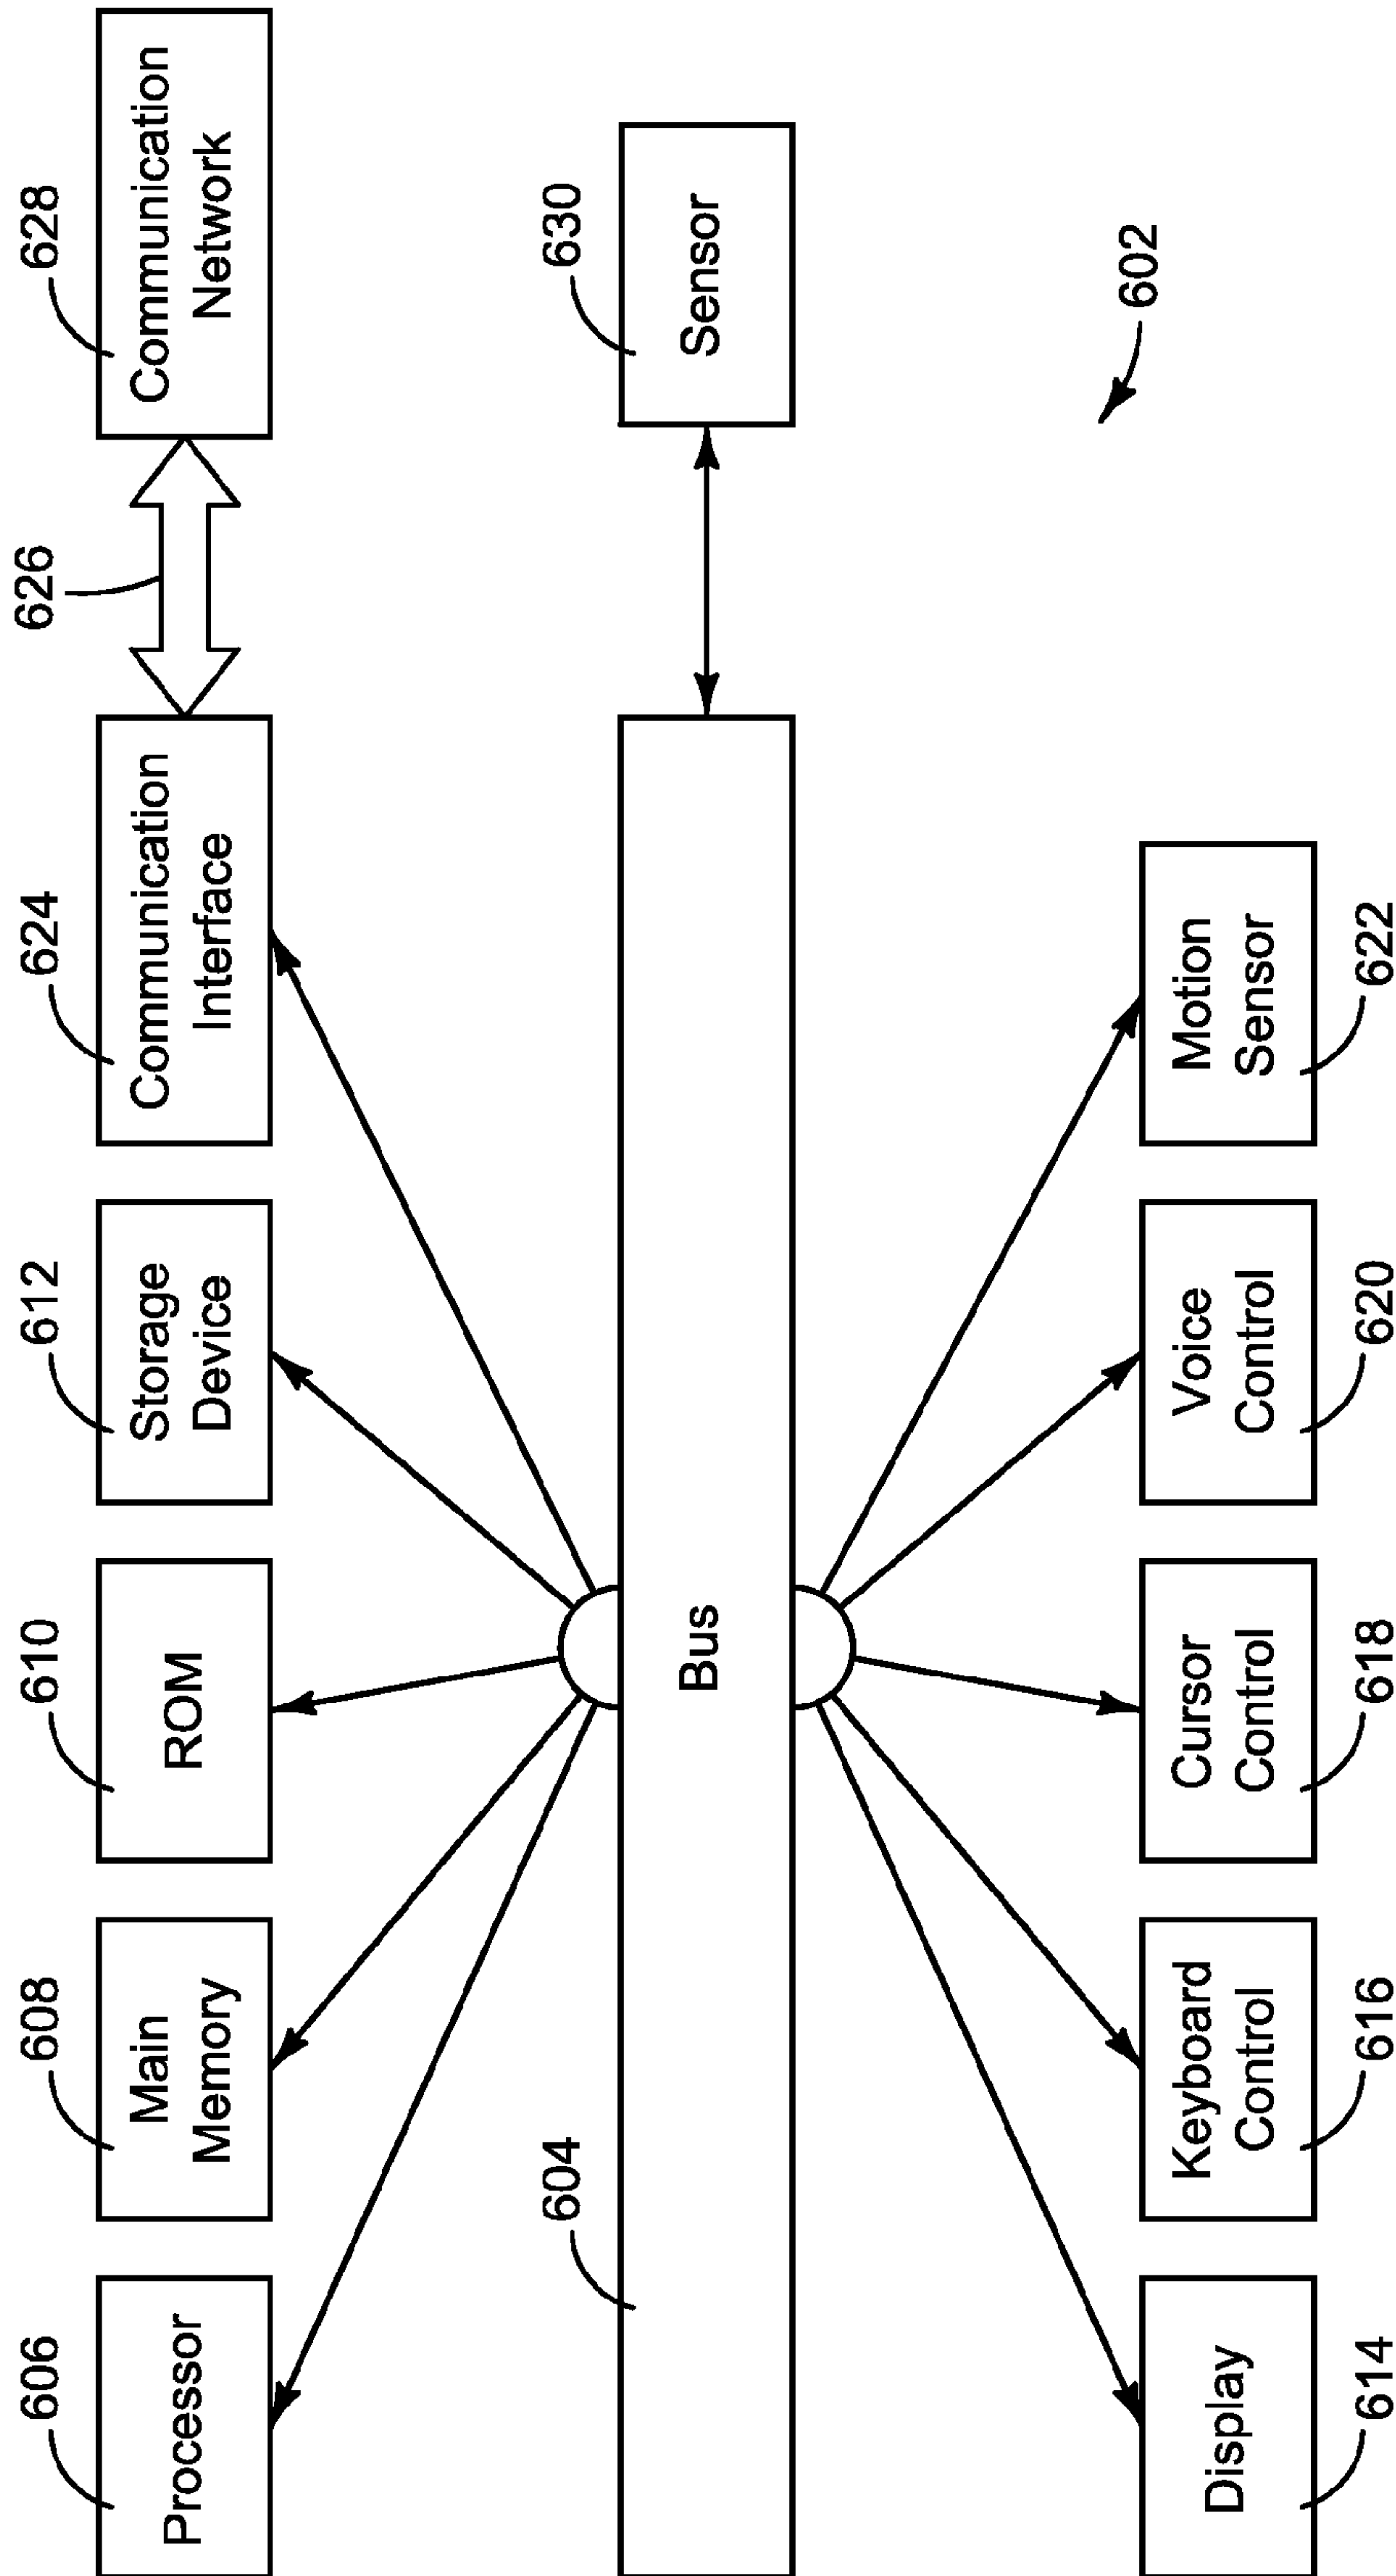 606
608
610
612
624
626
628
Processor
Main
Memory
ROM
Storage
Device
Communication
Interface
Communication
Network
604
630
Bus
Sensor
602
Display
Keyboard
Control
Cursor
Control
Voice
Control
Motion
Sensor
614
616
618
620
622